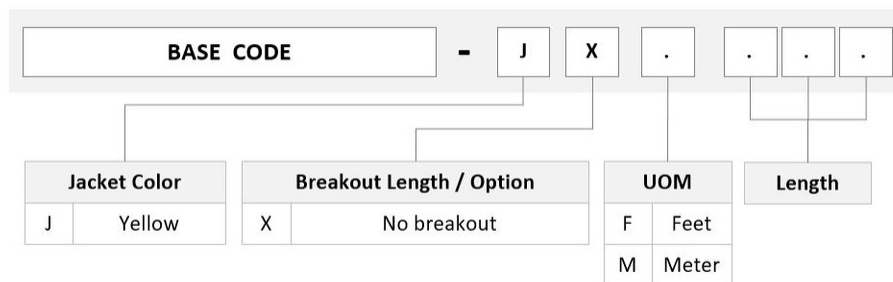 BASE CODE - J X . . . .
Jacket Color Breakout Length / Option UOM Length
J Yellow X No breakout F Feet
M Meter